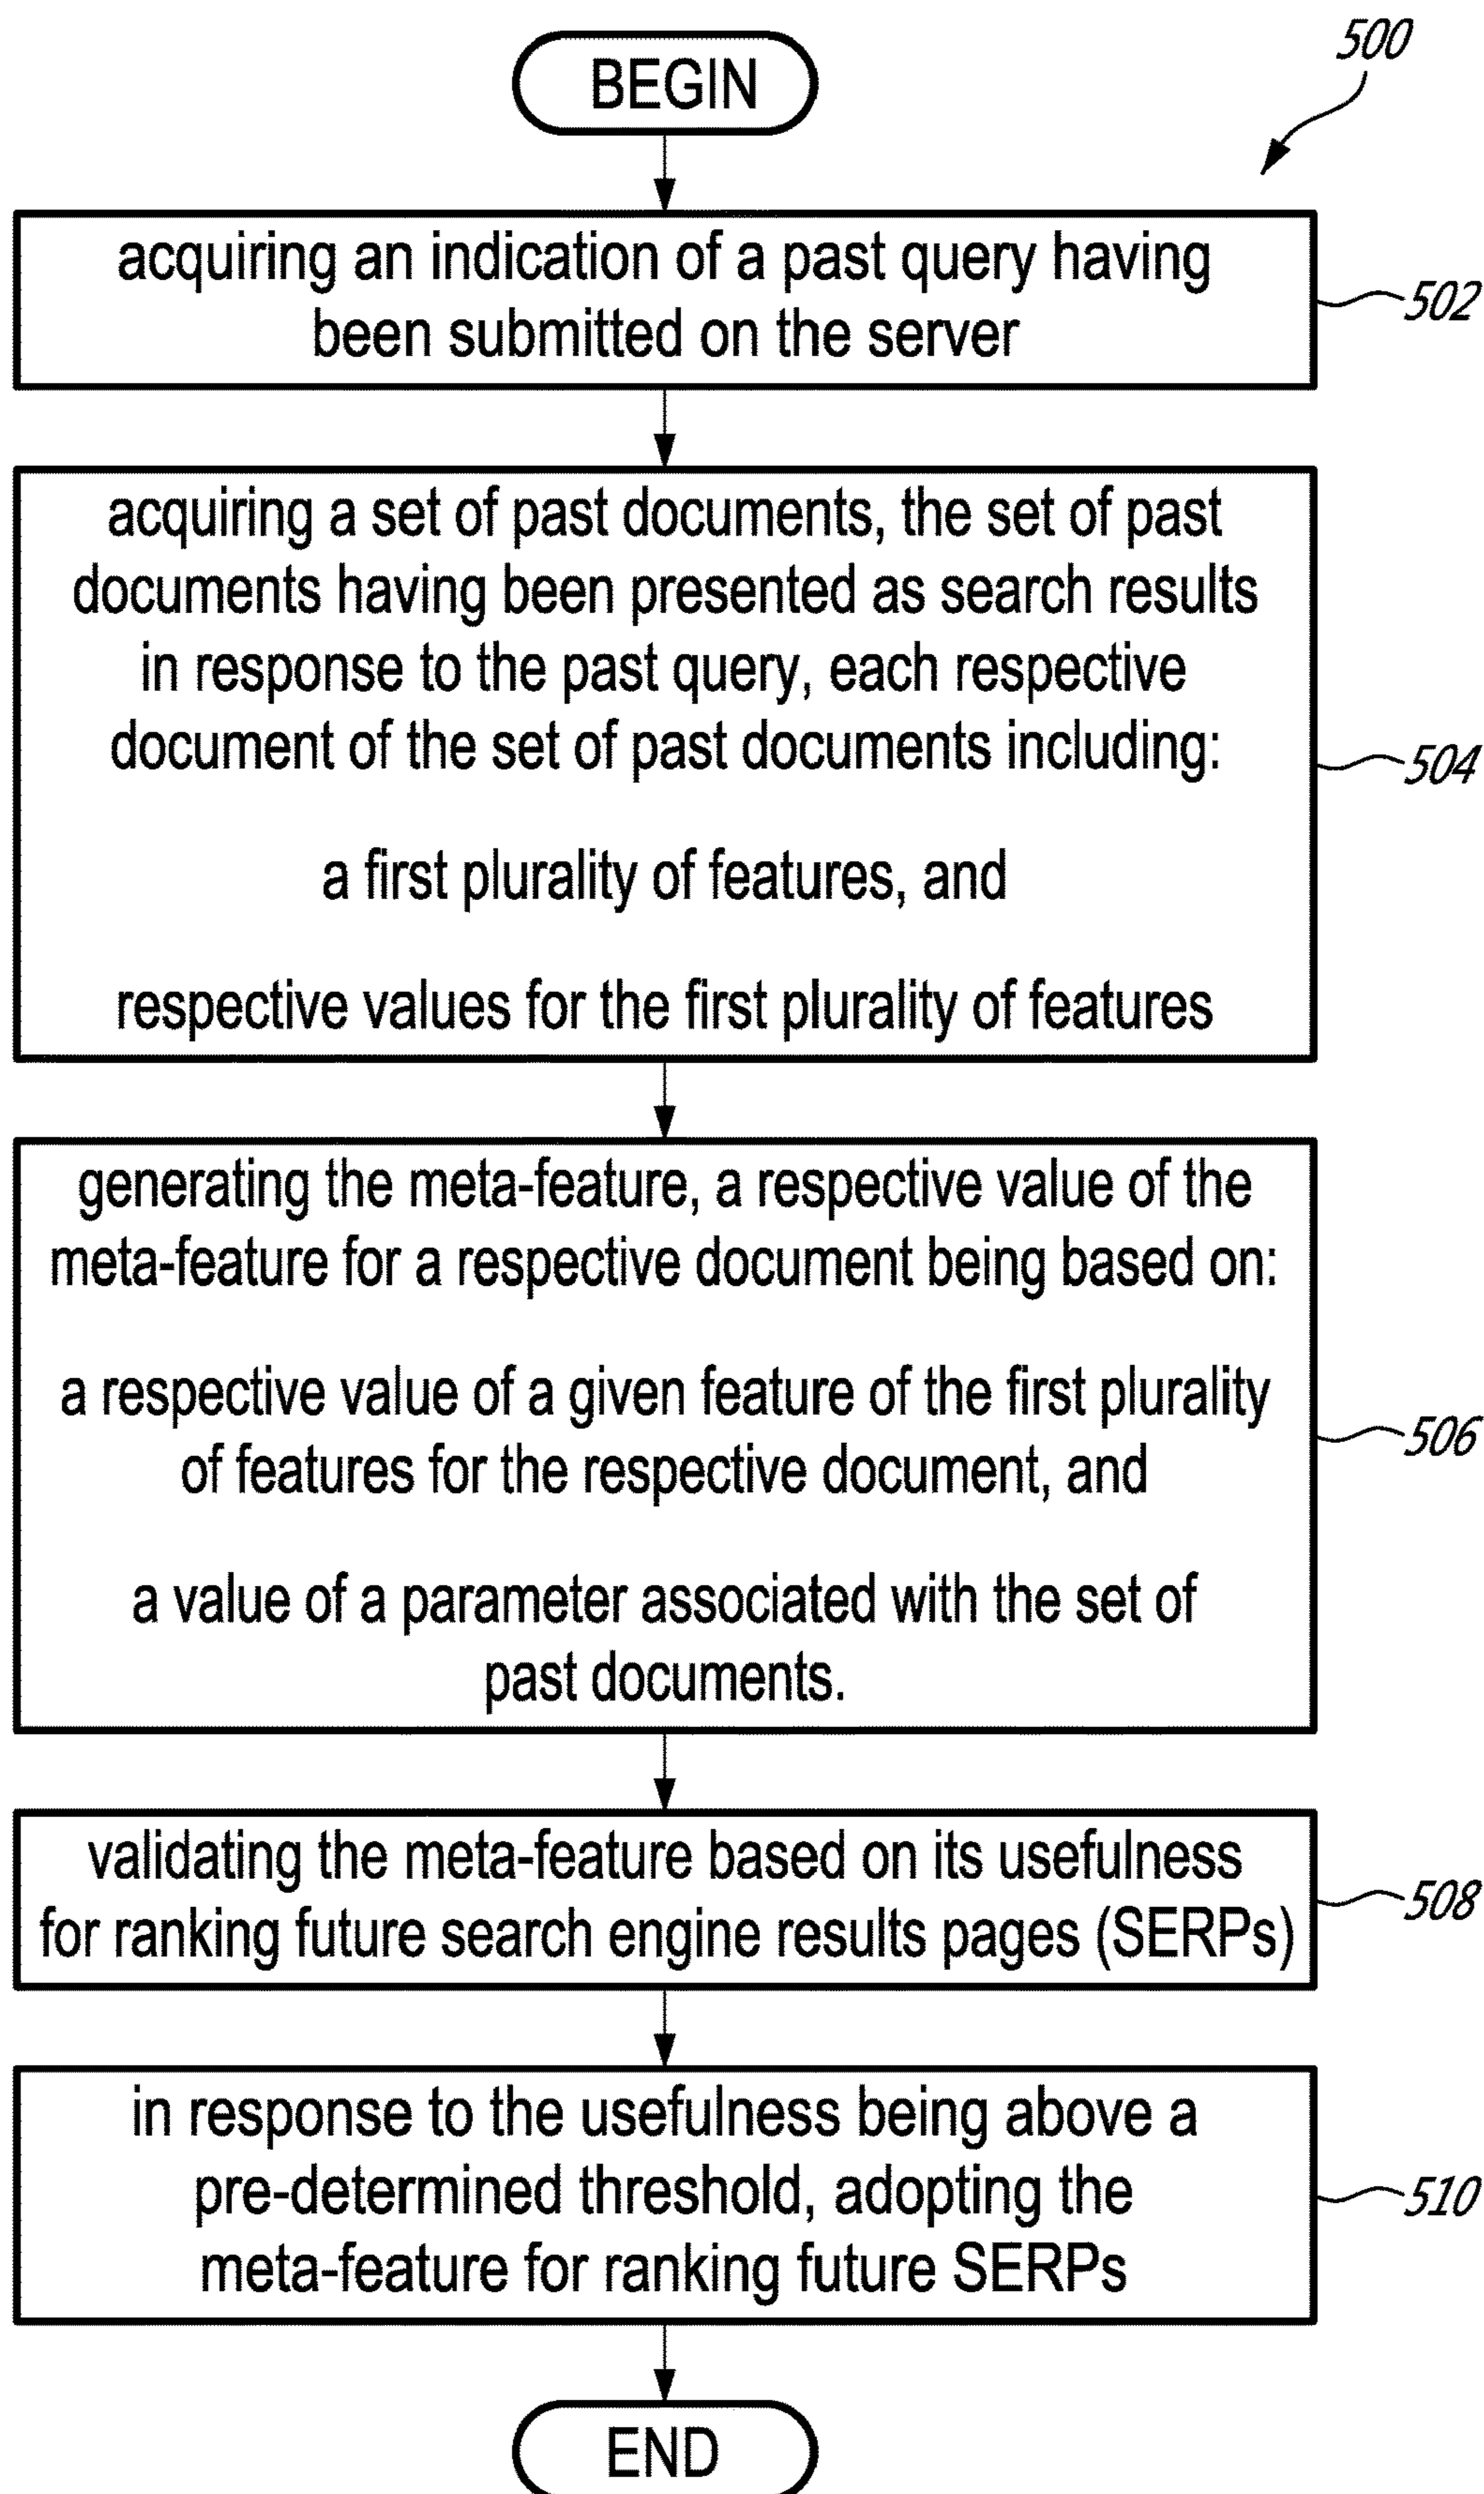 500
BEGIN
acquiring an indication of a past query having
been submitted on the server
502
acquiring a set of past documents, the set of past
documents having been presented as search results
in response to the past query, each respective
document of the set of past documents including:
504
a first plurality of features, and
respective values for the first plurality of features
generating the meta-feature, a respective value of the
meta-feature for a respective document being based on:
a respective value of a given feature of the first plurality
of features for the respective document, and
506
a value of a parameter associated with the set of
past documents.
validating the meta-feature based on its usefulness
for ranking future search engine results pages (SERPs)
508
in response to the usefulness being above a
pre-determined threshold, adopting the
meta-feature for ranking future SERPs
510
END